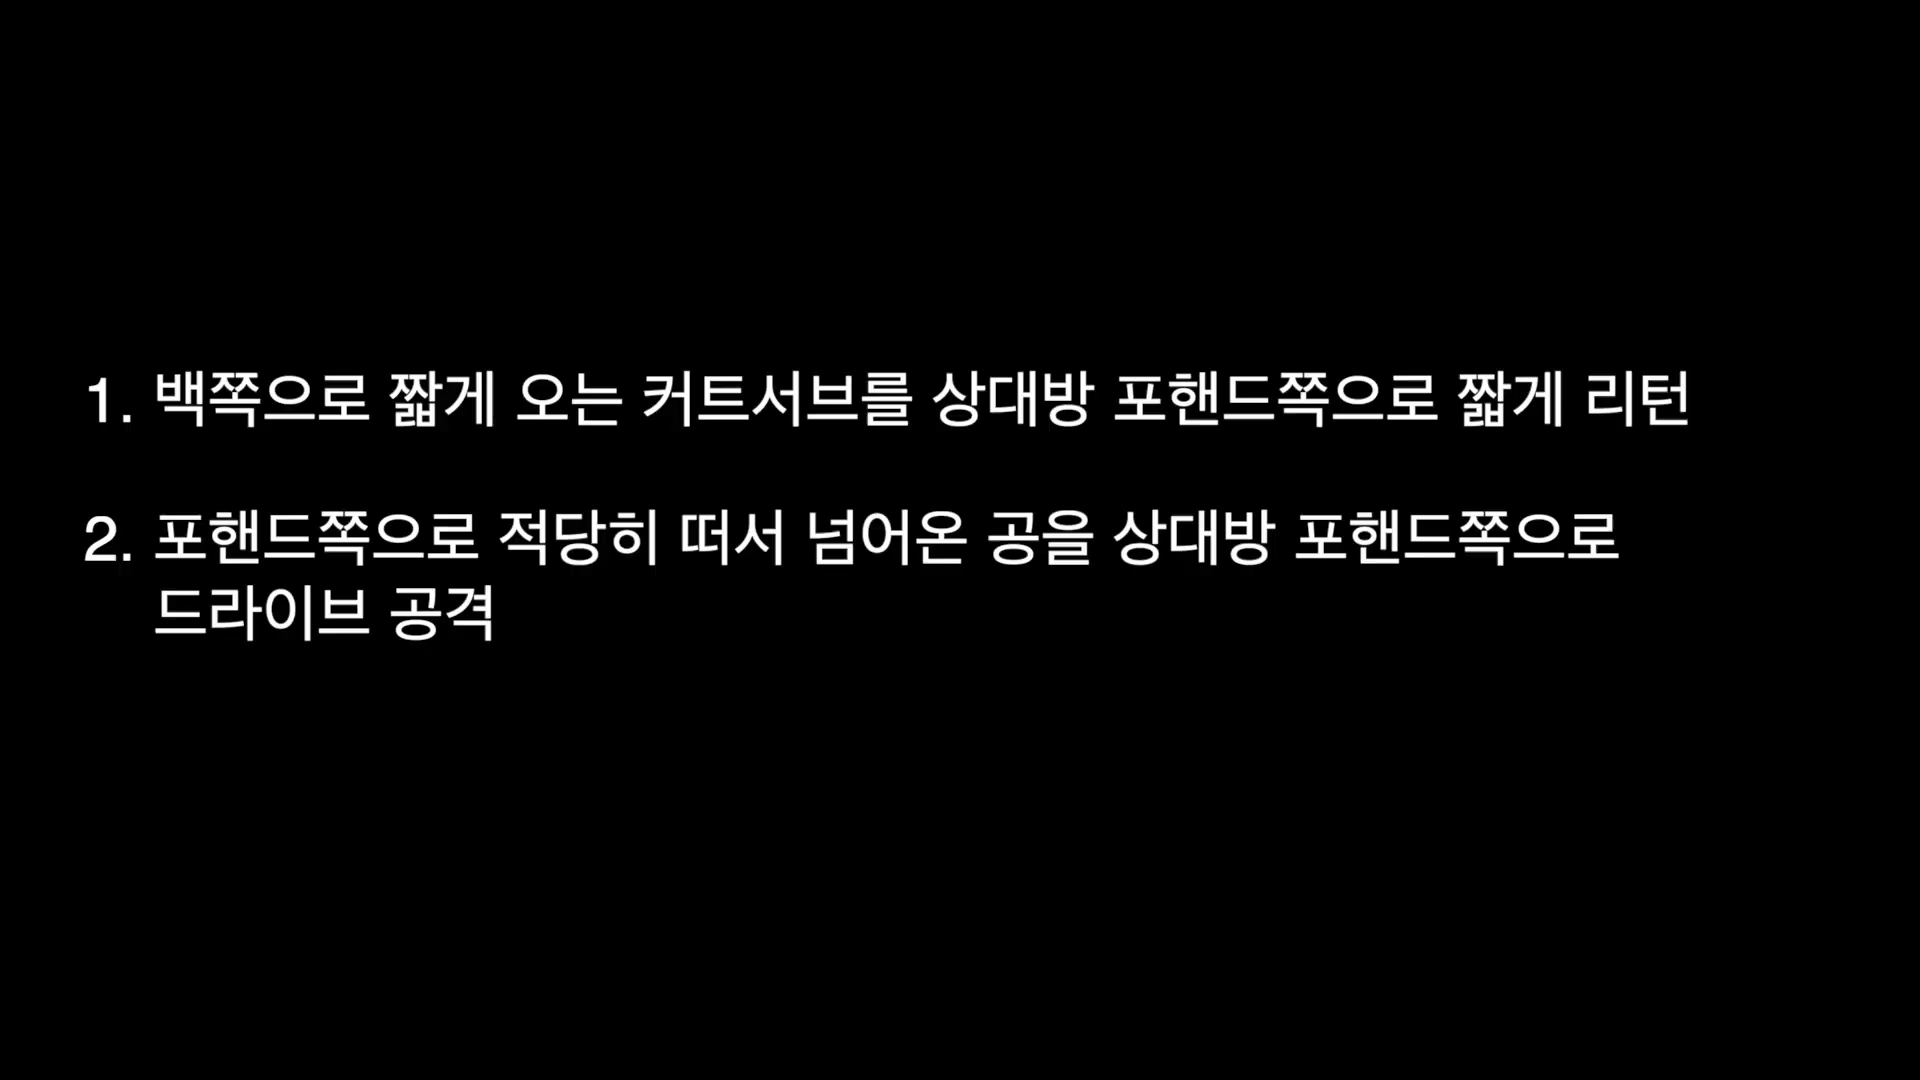 1. 백쪽으로 짧게 오는 커트서브를 상대방 포핸드쪽으로 짧게 리턴
2. 포핸드쪽으로 적당히 떠서 넘어온 공을 상대방 포핸드쪽으로
드라이브 공격